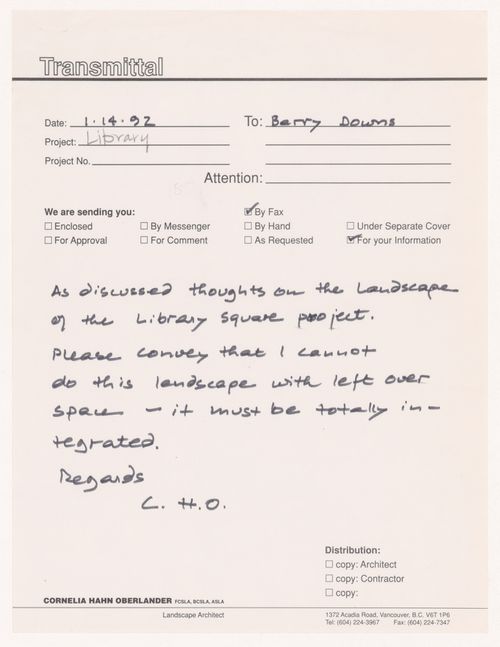 Transmittal
Date: 1.14.92 To: Barry Downs
Project: Library
Project No.
Attention:
We are sending you: ☑ By Fax
☐ Enclosed ☐ By Messenger ☐ By Hand ☐ Under Separate Cover
☐ For Approval ☐ For Comment ☐ As Requested ☑ For your Information
As discussed thoughts on the Landscape
of the Library Square project.
Please convey that I cannot
do this landscape with left over
space – it must be totally in-
tegrated.
Regards
C. H.O.
Distribution:
☐ copy: Architect
☐ copy: Contractor
☐ copy:
CORNELIA HAHN OBERLANDER FCSLA, BCSLA, ASLA
Landscape Architect 1372 Acadia Road, Vancouver, B.C. V6T 1P6
Tel: (604) 224-3967 Fax: (604) 224-7347